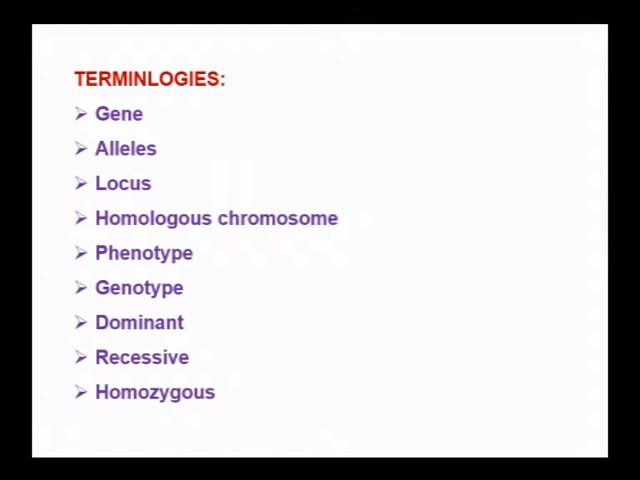 TERMINLOGIES:
➢ Gene
➢ Alleles
➢ Locus
➢ Homologous chromosome
➢ Phenotype
➢ Genotype
➢ Dominant
➢ Recessive
➢ Homozygous